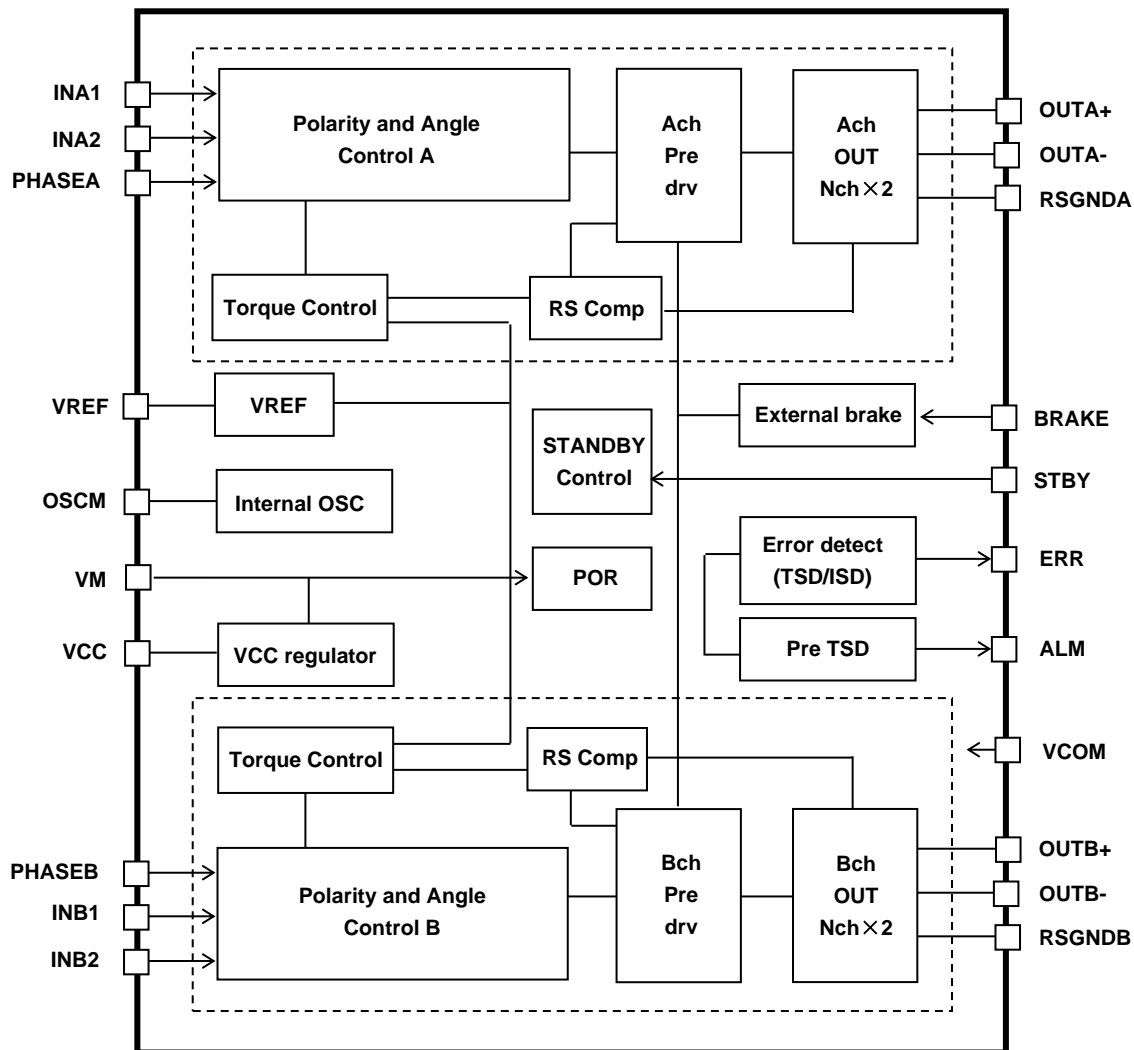 INA1
INA2
PHASEA
Polarity and Angle
Control A
Ach
Pre
drv
Ach
OUT
Nch×2
OUTA+
OUTA-
RSGNDA
Torque Control
RS Comp
VREF
VREF
External brake
BRAKE
STANDBY
Control
STBY
OSCM
Internal OSC
Error detect
(TSD/ISD)
ERR
VM
POR
VCC
VCC regulator
Pre TSD
ALM
Torque Control
RS Comp
VCOM
PHASEB
INB1
INB2
Polarity and Angle
Control B
Bch
Pre
drv
Bch
OUT
Nch×2
OUTB+
OUTB-
RSGNDB